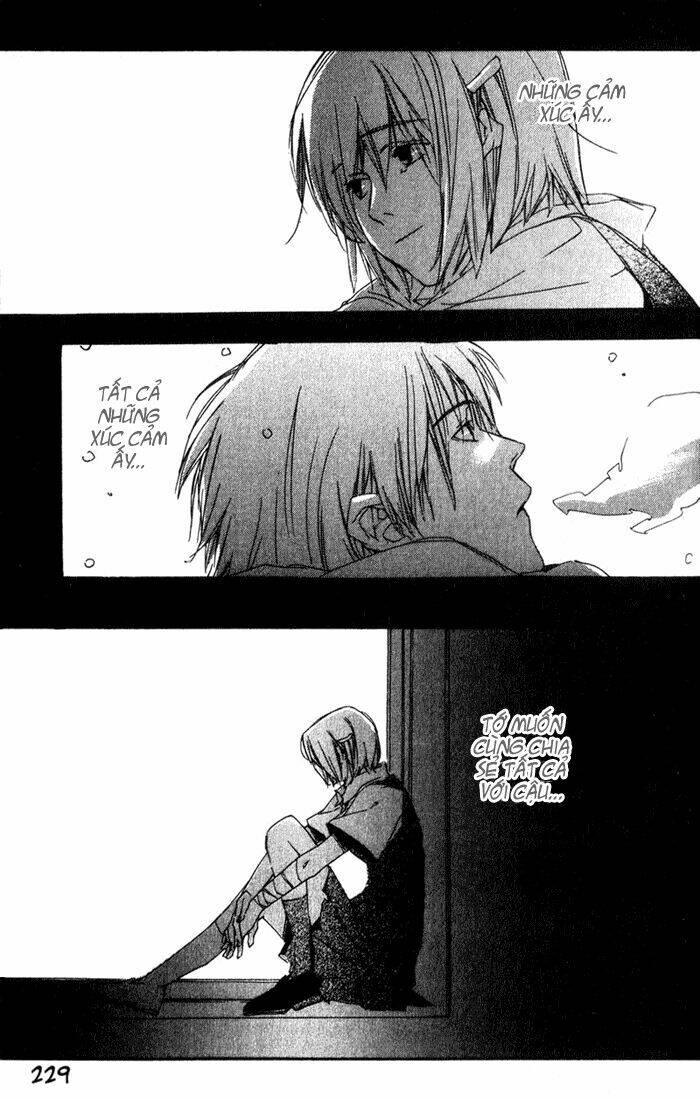 NHỮNG CẢM
XÚC ẤY...
TẤT CẢ
NHỮNG
XÚC CẢM
ẤY...
TỚ MUỐN
CÙNG CHIA
SẺ TẤT CẢ
VỚI CẬU...
229